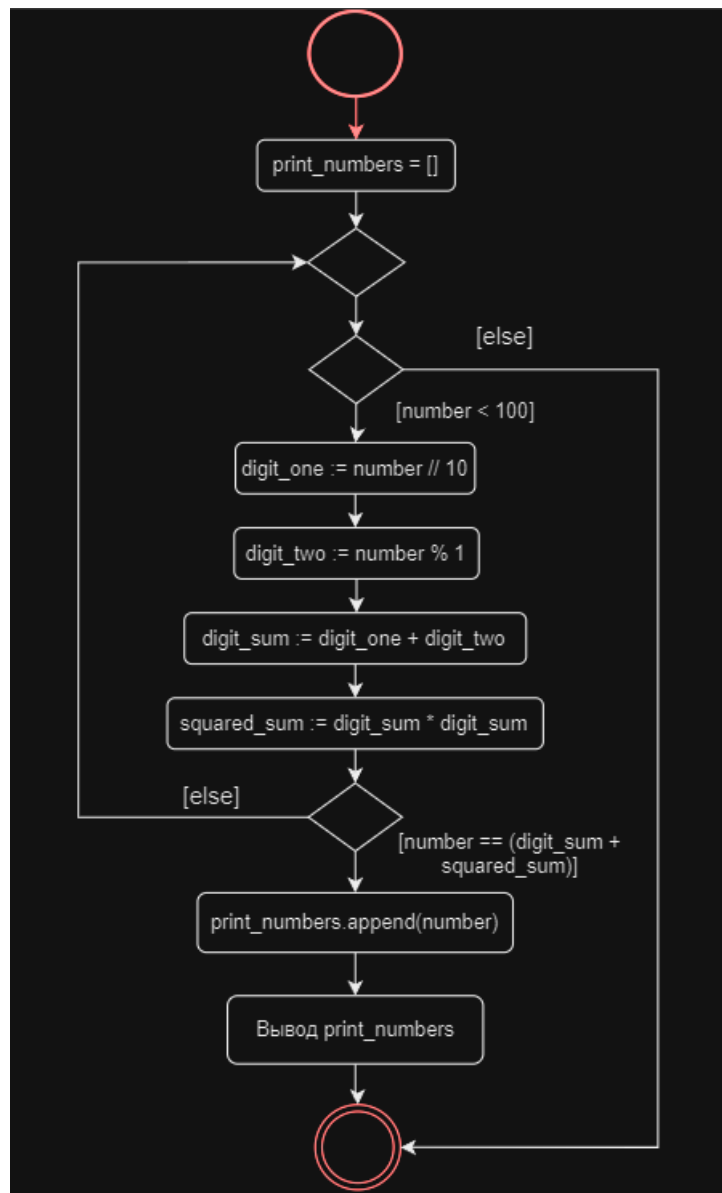 print_numbers = []
[else]
[number < 100]
digit_one := number // 10
digit_two := number % 1
digit_sum := digit_one + digit_two
squared_sum := digit_sum * digit_sum
[else]
[number == (digit_sum +
squared_sum)]
print_numbers.append(number)
Вывод print_numbers